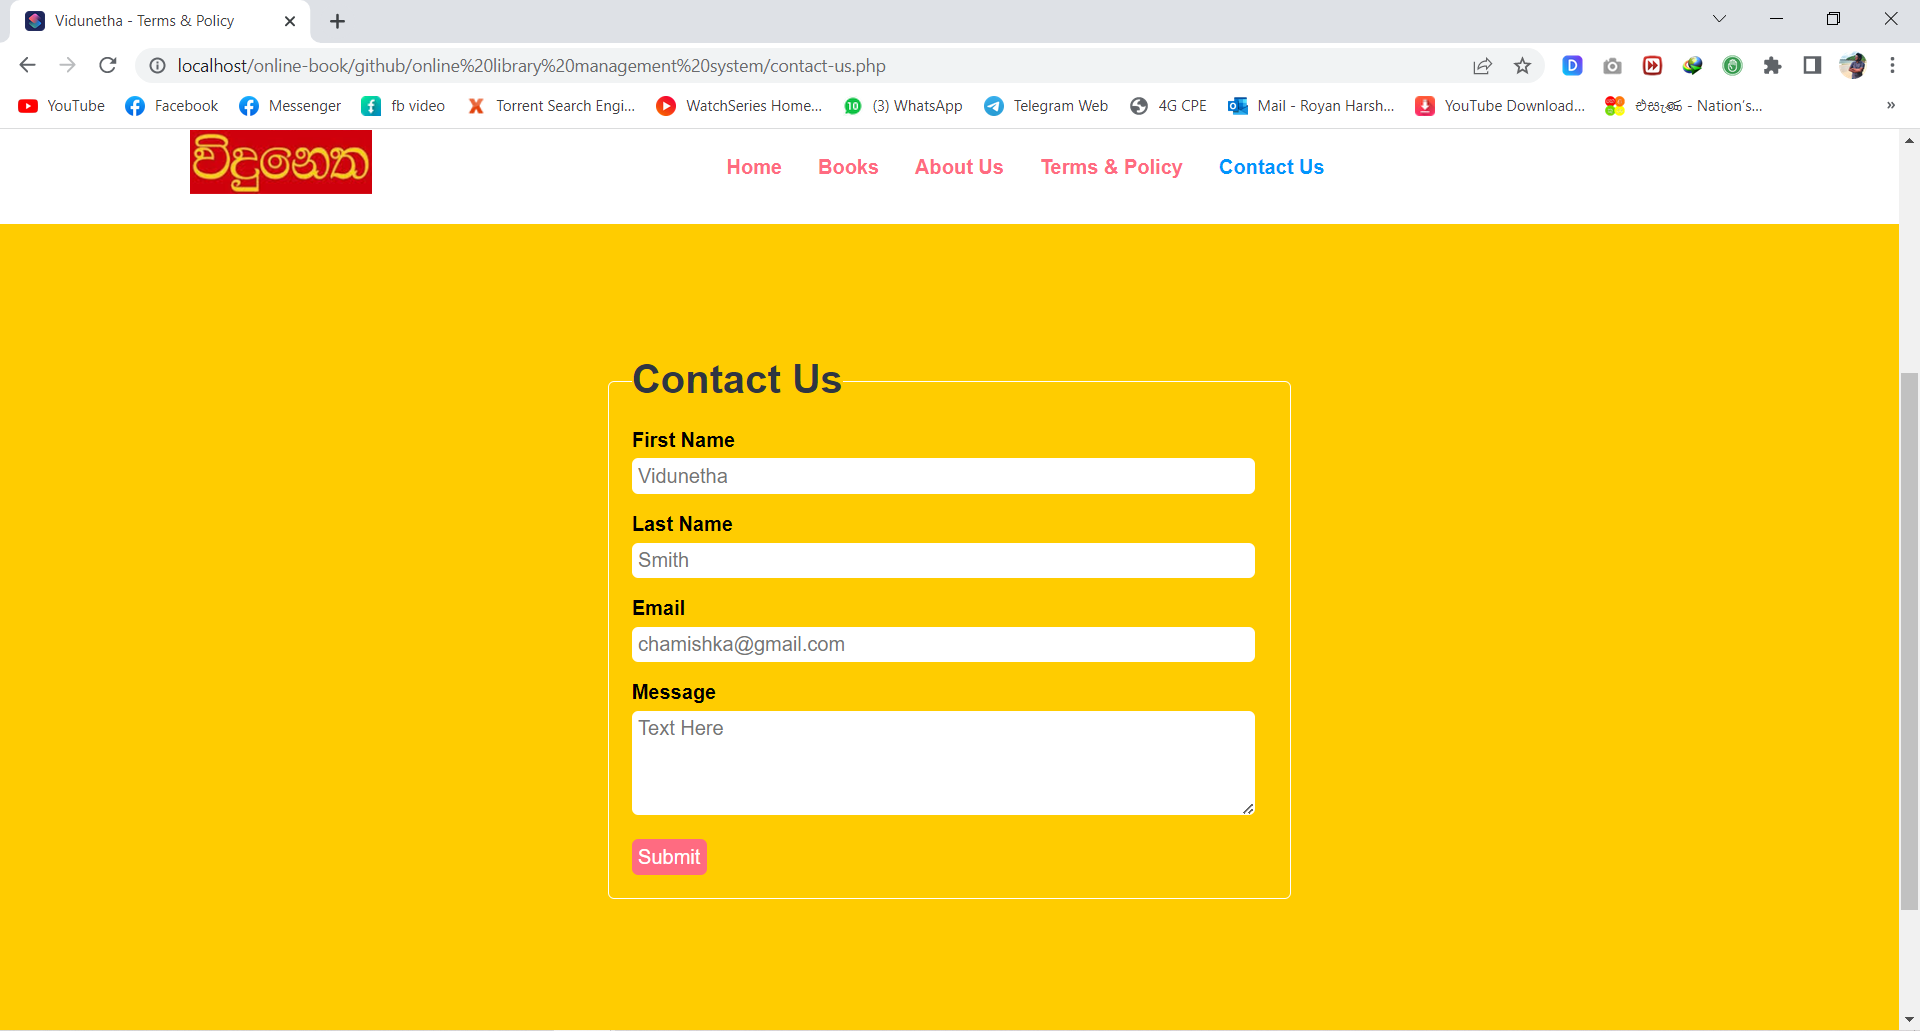 Vidunetha - Terms & Policy
localhost/online-book/github/online%20library%20management%20system/contact-us.php
D
YouTube Facebook Messenger fb video Torrent Search Engi... WatchSeries Home... 10 (3) WhatsApp Telegram Web 4G CPE Mail - Royan Harsh... YouTube Download... එසැණ - Nation's... »
විදුනෙත
Home Books About Us Terms & Policy Contact Us
Contact Us
First Name
Vidunetha
Last Name
Smith
Email
chamishka@gmail.com
Message
Text Here
Submit